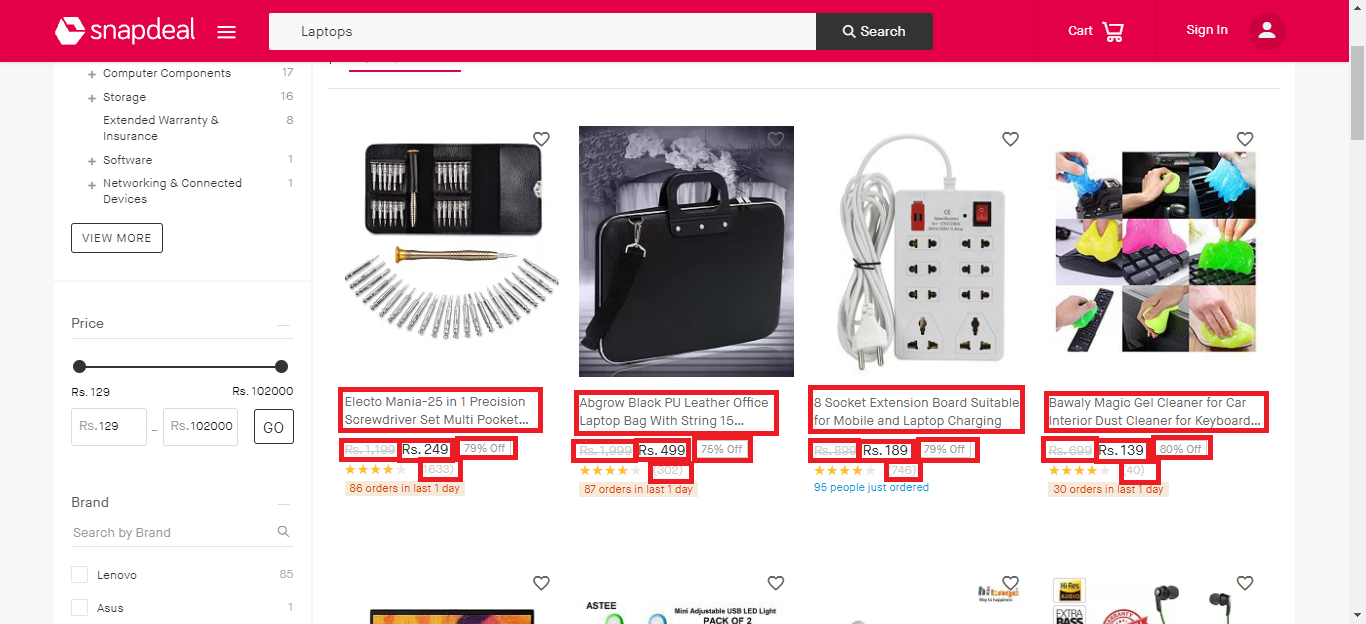 snapdeal
Laptops
Search
Cart
Sign In
Computer Components 17
Storage 16
Extended Warranty &
Insurance 8
Software 1
Networking & Connected
Devices 1
VIEW MORE
Price
Rs. 129 Rs. 102000
Rs. 129 - Rs. 102000 GO
Brand
Search by Brand
Lenovo 85
Asus 1
Electo Mania-25 in 1 Precision
Screwdriver Set Multi Pocket...
Rs. 1,199 Rs. 249 79% Off
(1633)
86 orders in last 1 day
Abgrow Black PU Leather Office
Laptop Bag With String 15...
Rs. 1,999 Rs. 499 75% Off
(302)
87 orders in last 1 day
8 Socket Extension Board Suitable
for Mobile and Laptop Charging
Rs. 899 Rs. 189 79% Off
(746)
95 people just ordered
Bawaly Magic Gel Cleaner for Car
Interior Dust Cleaner for Keyboard...
Rs. 699 Rs. 139 80% Off
(40)
30 orders in last 1 day
ASTEE
Mini Adjustable USB LED Light
PACK OF 2
hitage
Way to happiness
Hi-Res
AUDIO
EXTRA
BASS